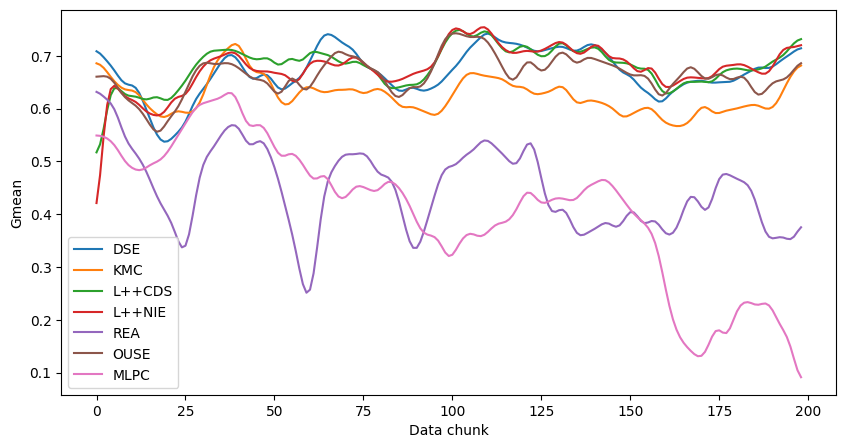 Gmean
0.7
0.6
0.5
0.4
0.3
0.2
0.1
DSE
KMC
L++CDS
L++NIE
REA
OUSE
MLPC
0 25 50 75 100 125 150 175 200
Data chunk